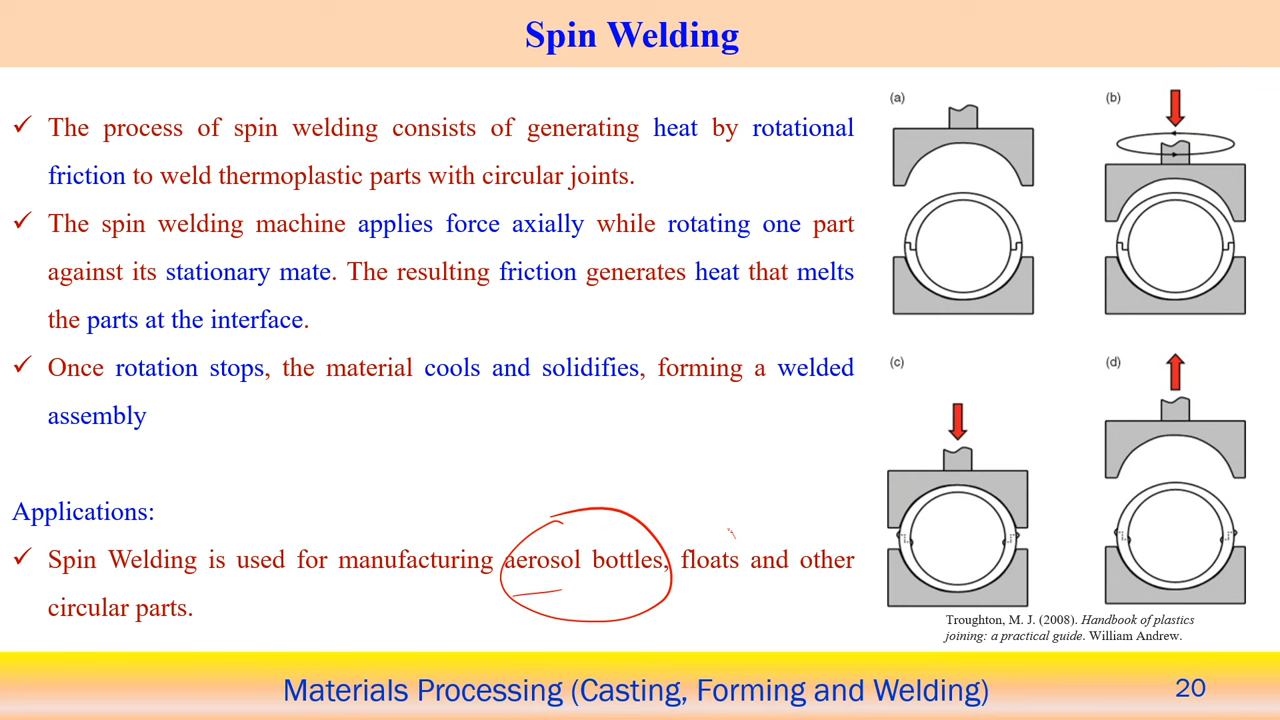 Spin Welding
✓ The process of spin welding consists of generating heat by rotational
friction to weld thermoplastic parts with circular joints.
✓ The spin welding machine applies force axially while rotating one part
against its stationary mate. The resulting friction generates heat that melts
the parts at the interface.
✓ Once rotation stops, the material cools and solidifies, forming a welded
assembly
Applications:
✓ Spin Welding is used for manufacturing aerosol bottles, floats and other
circular parts.
(a)
(b)
(c)
(d)
Troughton, M. J. (2008). Handbook of plastics
joining: a practical guide. William Andrew.
Materials Processing (Casting, Forming and Welding)
20